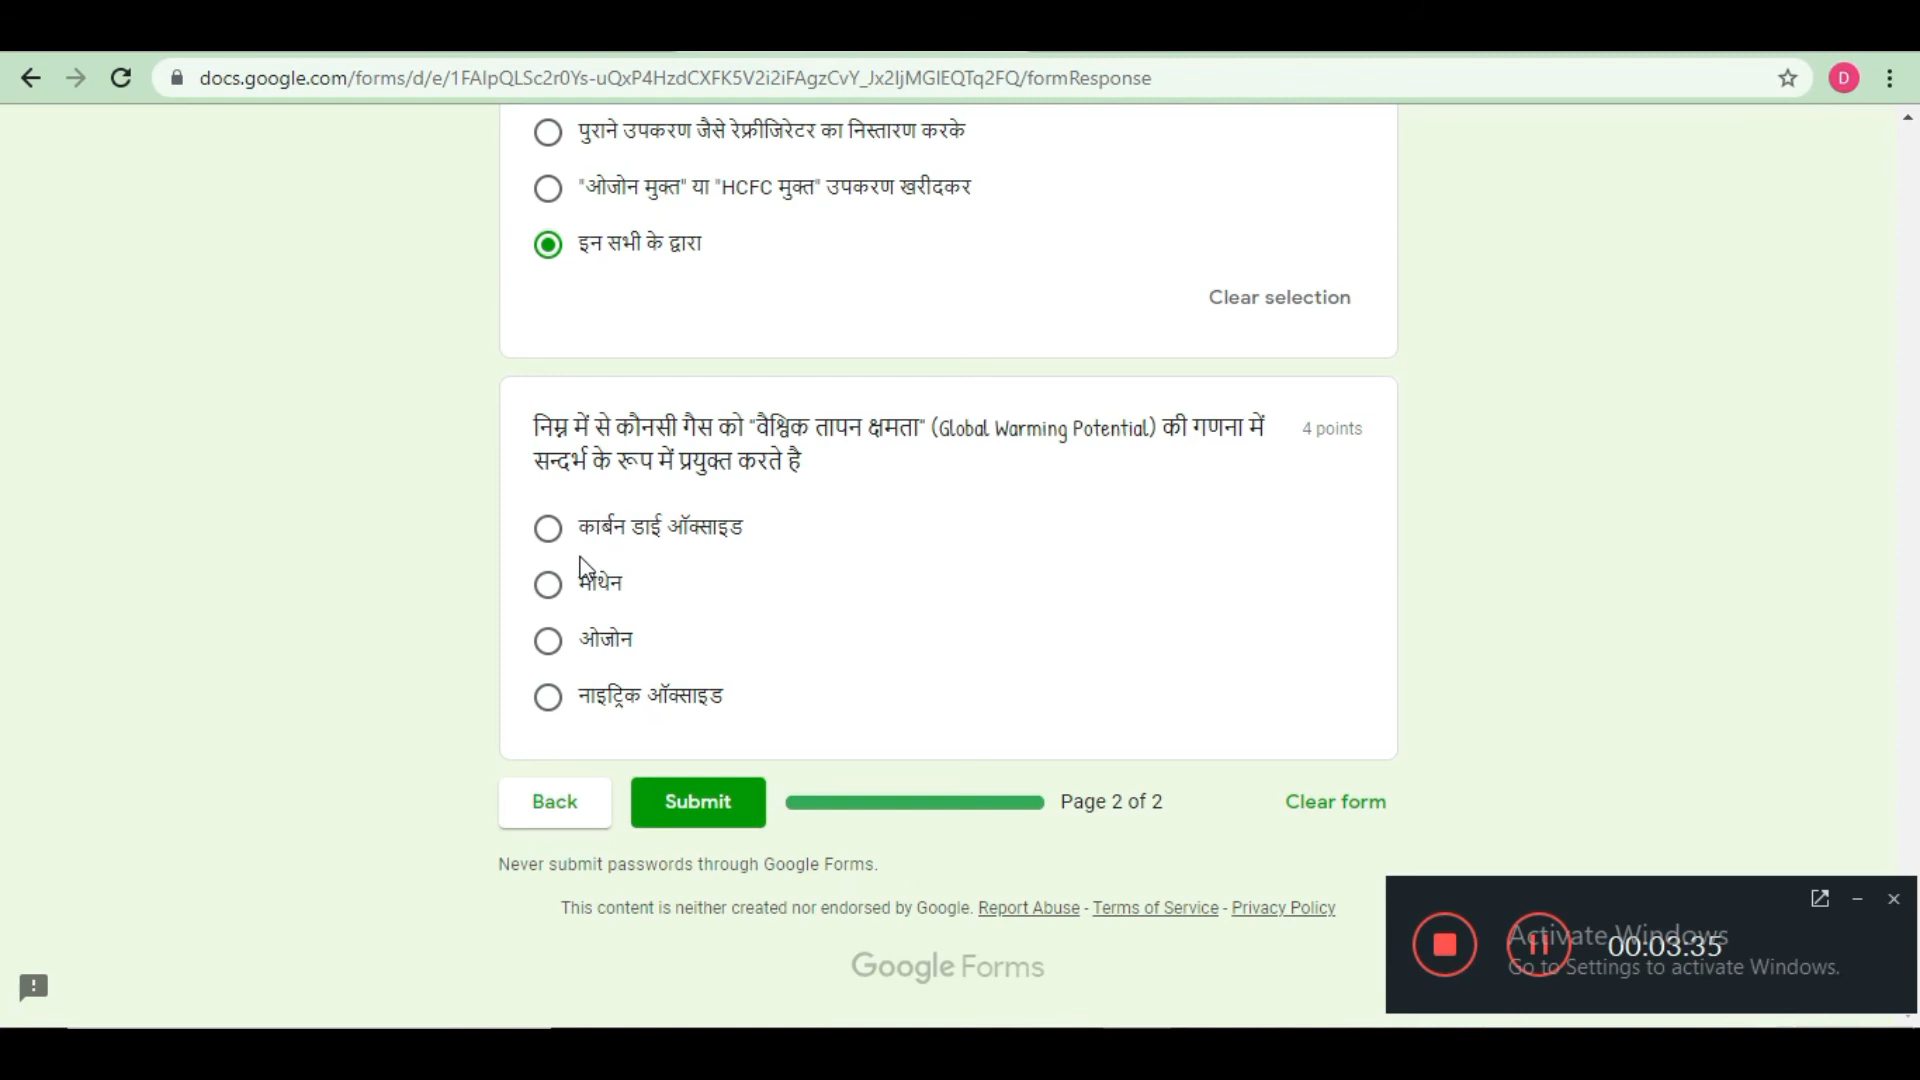 docs.google.com/forms/d/e/1FAIpQLSc2r0Ys-uQxP4HzdCXFK5V2i2iFAgzCvY_Jx2IjMGlEQTq2FQ/formResponse
D
पुराने उपकरण जैसे रेफ्रीजिरेटर का निस्तारण करके
"ओजोन मुक्त" या "HCFC मुक्त" उपकरण खरीदकर
इन सभी के द्वारा
Clear selection
निम्न में से कौनसी गैस को "वैश्विक तापन क्षमता" (Global Warming Potential) की गणना में 4 points
सन्दर्भ के रूप में प्रयुक्त करते है
कार्बन डाई ऑक्साइड
ओजोन
नाइट्रिक ऑक्साइड
Back Submit Page 2 of 2 Clear form
Never submit passwords through Google Forms.
This content is neither created nor endorsed by Google. Report Abuse - Terms of Service - Privacy Policy
Google Forms
Activate Windows
00:03:35
Go to Settings to activate Windows.